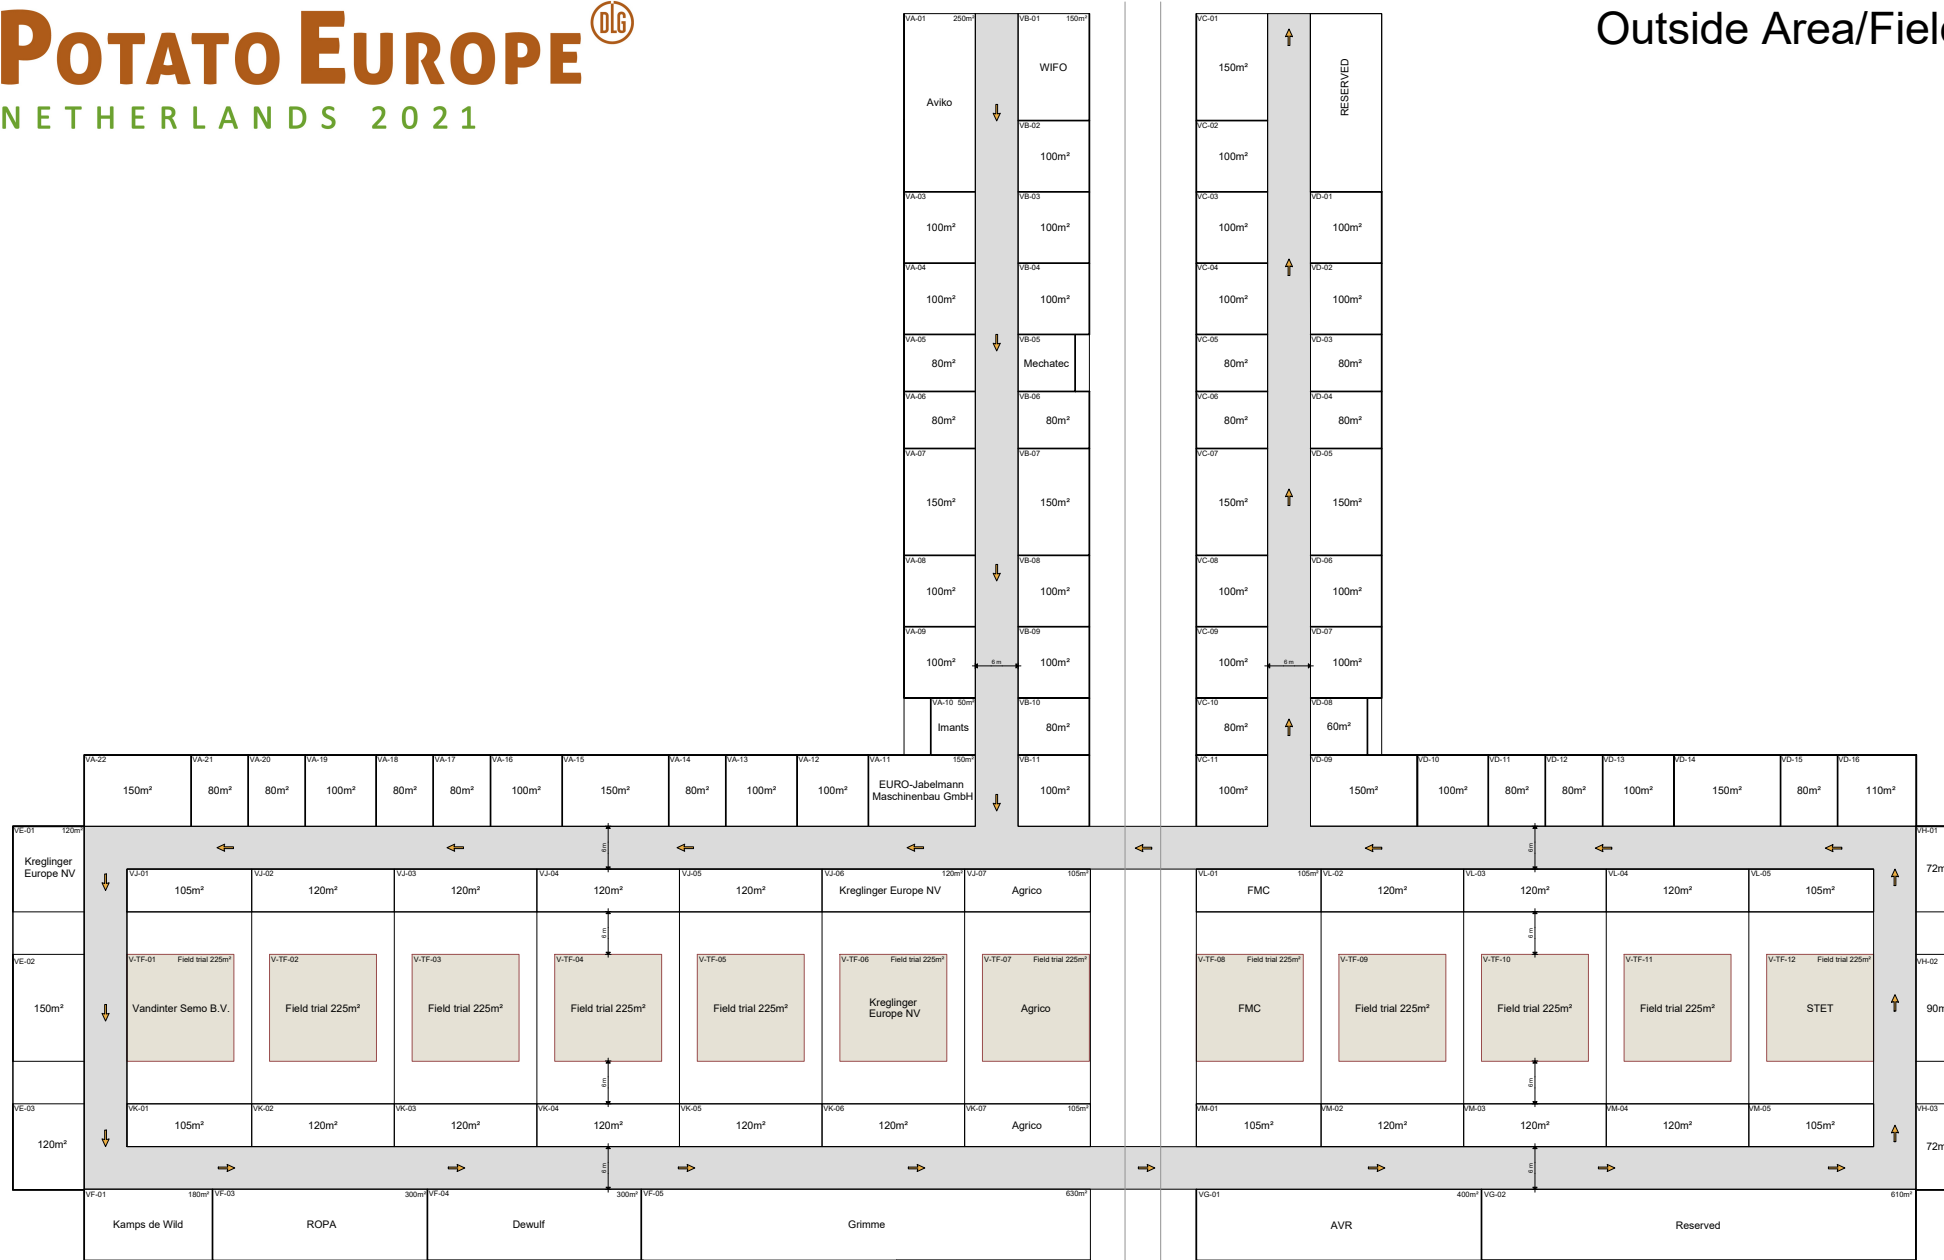 POTATO EUROPE DLG
NETHERLANDS 2021
Outside Area/Field
VA-01 250m²
Aviko
VA-03
100m²
VA-04
100m²
VA-05
80m²
VA-06
80m²
VA-07
150m²
VA-08
100m²
VA-09
100m²
VA-10 50m²
Imants
VB-01 150m²
WIFO
VB-02
100m²
VB-03
100m²
VB-04
100m²
VB-05
Mechatec
VB-06
80m²
VB-07
150m²
VB-08
100m²
VB-09
100m²
VB-10
80m²
VB-11
100m²
6 m
VC-01
150m²
VC-02
100m²
VC-03
100m²
VC-04
100m²
VC-05
80m²
VC-06
80m²
VC-07
150m²
VC-08
100m²
VC-09
100m²
VC-10
80m²
VC-11
100m²
6 m
RESERVED
VD-01
100m²
VD-02
100m²
VD-03
80m²
VD-04
80m²
VD-05
150m²
VD-06
100m²
VD-07
100m²
VD-08
60m²
VA-22
150m²
VA-21
80m²
VA-20
80m²
VA-19
100m²
VA-18
80m²
VA-17
80m²
VA-16
100m²
VA-15
150m²
VA-14
80m²
VA-13
100m²
VA-12
100m²
VA-11 150m²
EURO-Jabelmann
Maschinenbau GmbH
VD-09
150m²
VD-10
100m²
VD-11
80m²
VD-12
80m²
VD-13
100m²
VD-14
150m²
VD-15
80m²
VD-16
110m²
6 m
6 m
VE-01 120m²
Kreglinger
Europe NV
VE-02
150m²
VE-03
120m²
VJ-01
105m²
VJ-02
120m²
VJ-03
120m²
VJ-04
120m²
VJ-05
120m²
VJ-06 120m²
Kreglinger Europe NV
VJ-07 105m²
Agrico
VL-01 105m²
FMC
VL-02
120m²
VL-03
120m²
VL-04
120m²
VL-05
105m²
VH-01
72m
VH-02
90m
VH-03
72m
6 m
6 m
V-TF-01 Field trial 225m²
Vandinter Semo B.V.
V-TF-02
Field trial 225m²
V-TF-03
Field trial 225m²
V-TF-04
Field trial 225m²
V-TF-05
Field trial 225m²
V-TF-06 Field trial 225m²
Kreglinger
Europe NV
V-TF-07 Field trial 225m²
Agrico
V-TF-08 Field trial 225m²
FMC
V-TF-09
Field trial 225m²
V-TF-10
Field trial 225m²
V-TF-11
Field trial 225m²
V-TF-12 Field trial 225m²
STET
6 m
6 m
VK-01
105m²
VK-02
120m²
VK-03
120m²
VK-04
120m²
VK-05
120m²
VK-06
120m²
VK-07 105m²
Agrico
VM-01
105m²
VM-02
120m²
VM-03
120m²
VM-04
120m²
VM-05
105m²
6 m
6 m
VF-01 180m²
Kamps de Wild
VF-03 300m²
ROPA
VF-04 300m²
Dewulf
VF-05 630m²
Grimme
VG-01 400m²
AVR
VG-02 610m²
Reserved